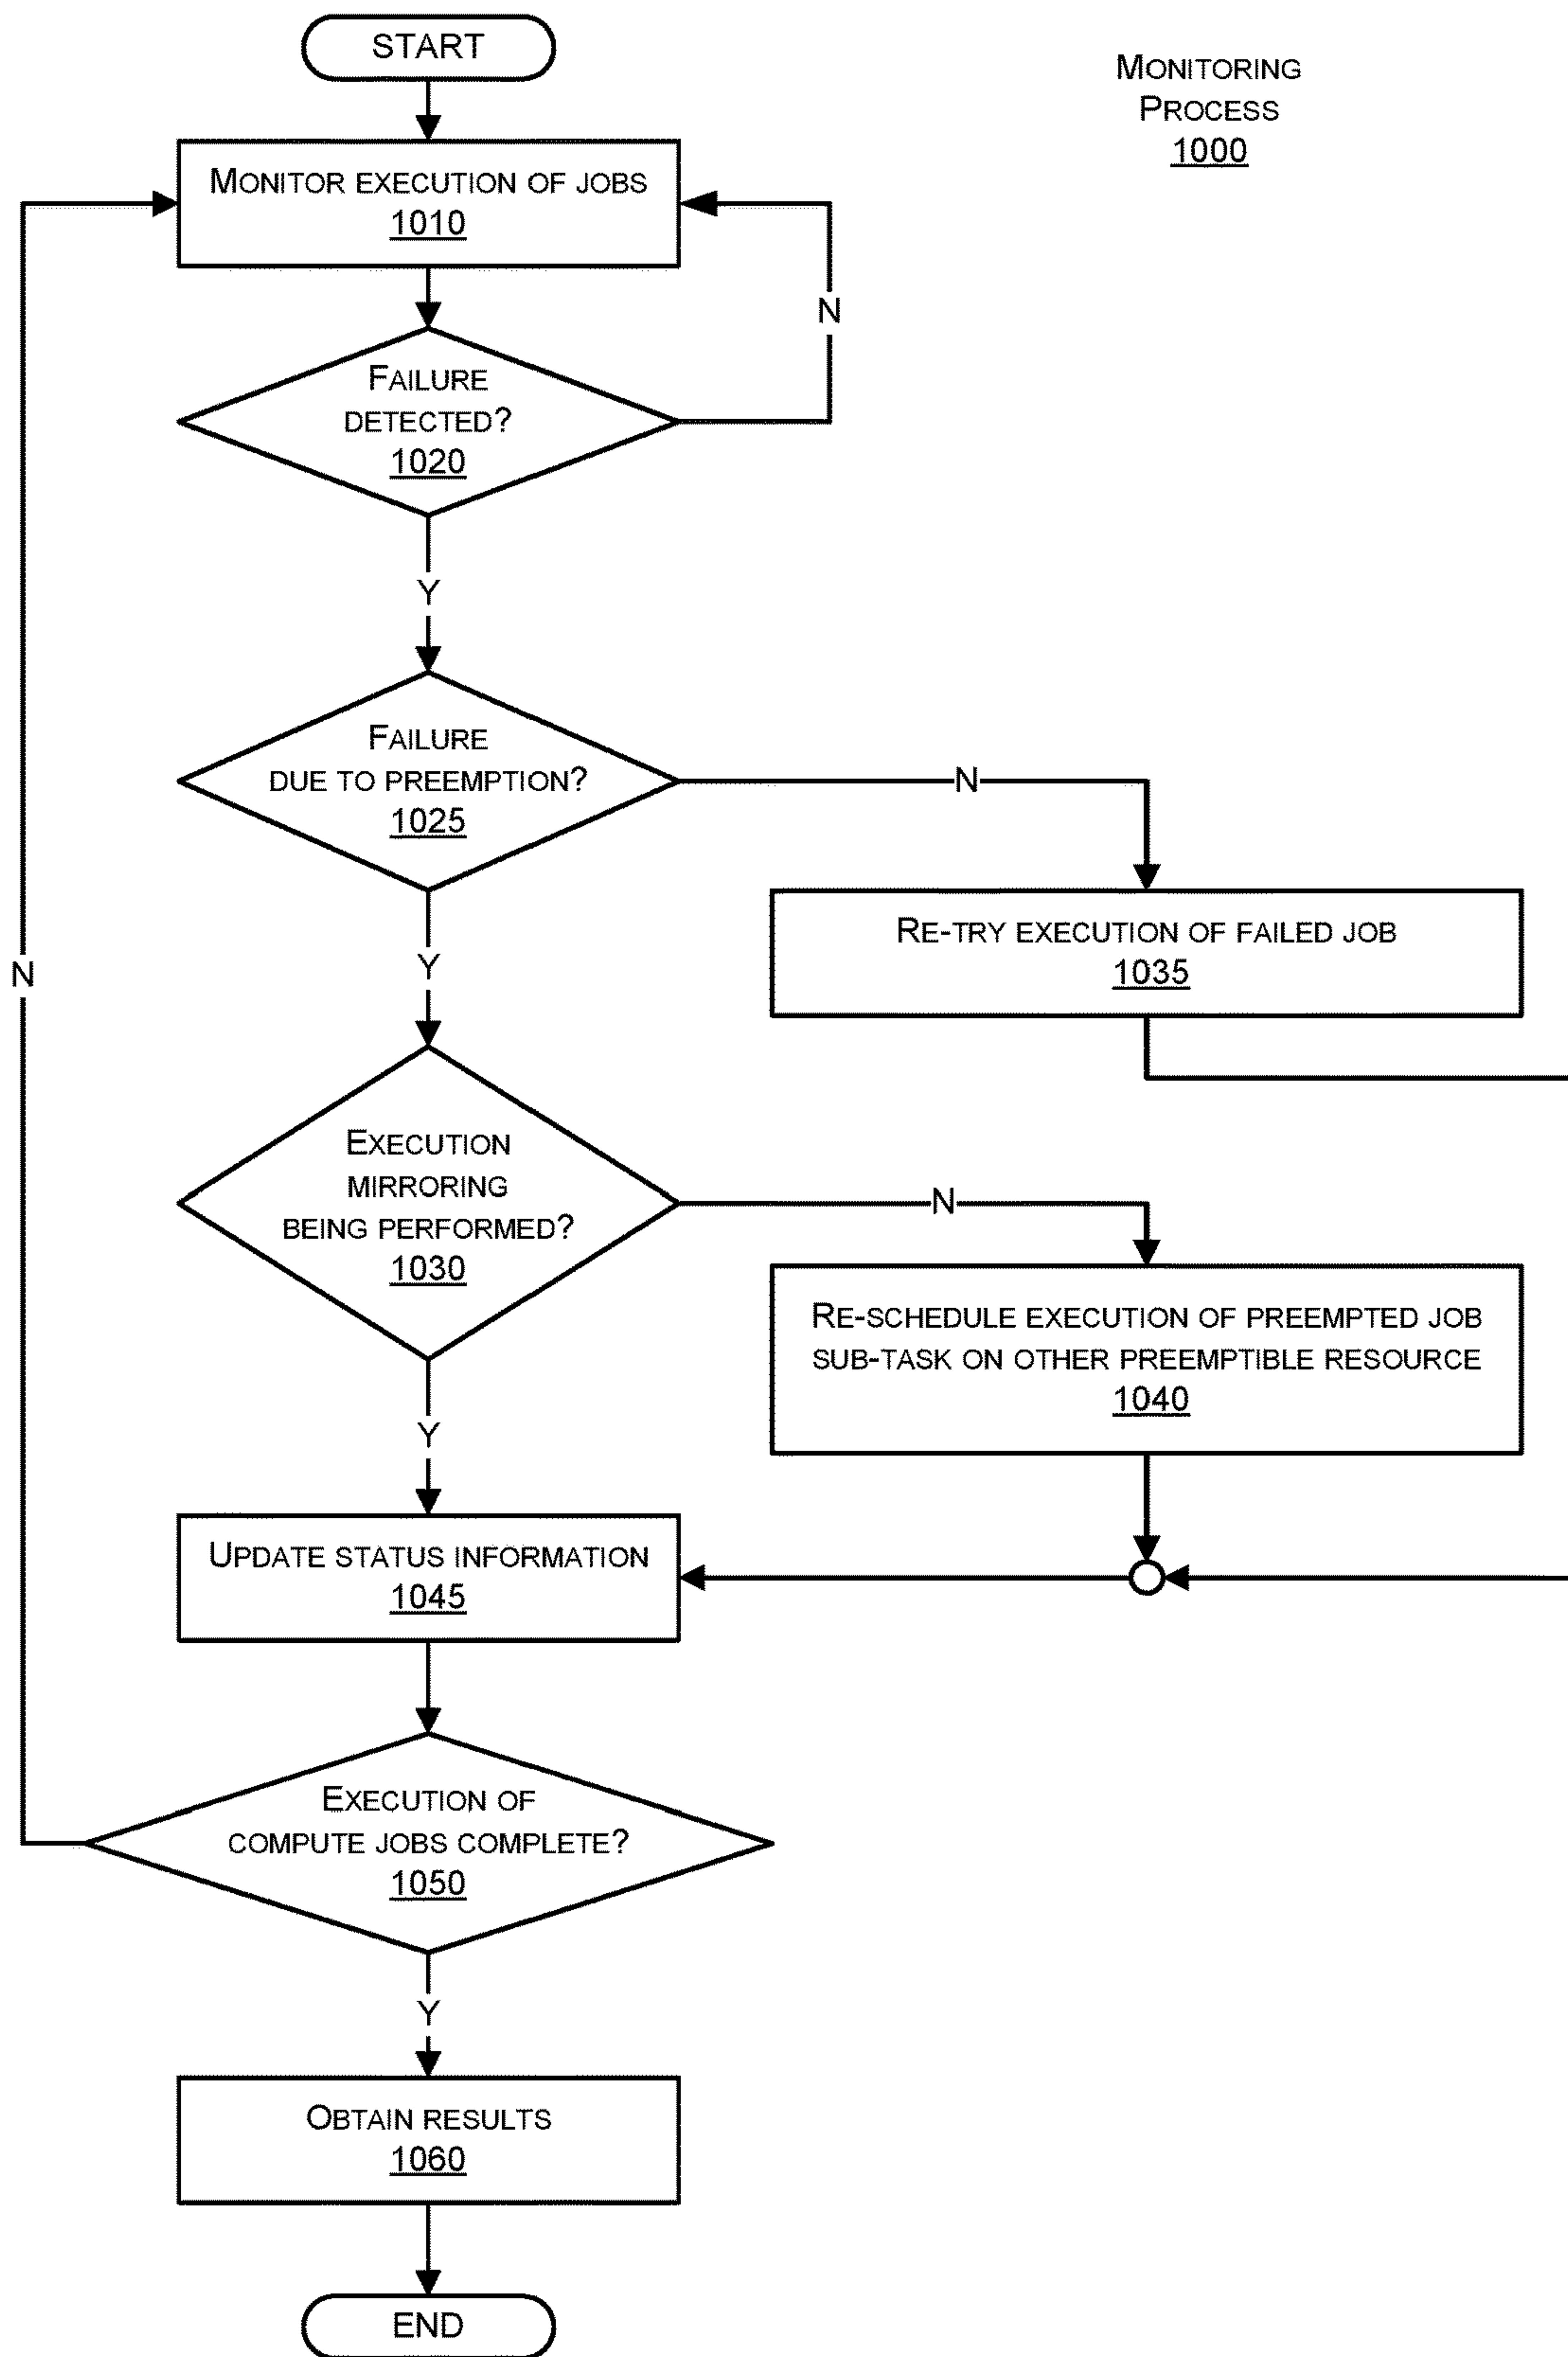 START
MONITORING
PROCESS
1000
MONITOR EXECUTION OF JOBS
1010
N
FAILURE
DETECTED?
1020
Y
FAILURE
DUE TO PREEMPTION?
1025
N
RE-TRY EXECUTION OF FAILED JOB
1035
Y
N
EXECUTION
MIRRORING
BEING PERFORMED?
1030
N
RE-SCHEDULE EXECUTION OF PREEMPTED JOB
SUB-TASK ON OTHER PREEMPTIBLE RESOURCE
1040
Y
UPDATE STATUS INFORMATION
1045
EXECUTION OF
COMPUTE JOBS COMPLETE?
1050
Y
OBTAIN RESULTS
1060
END